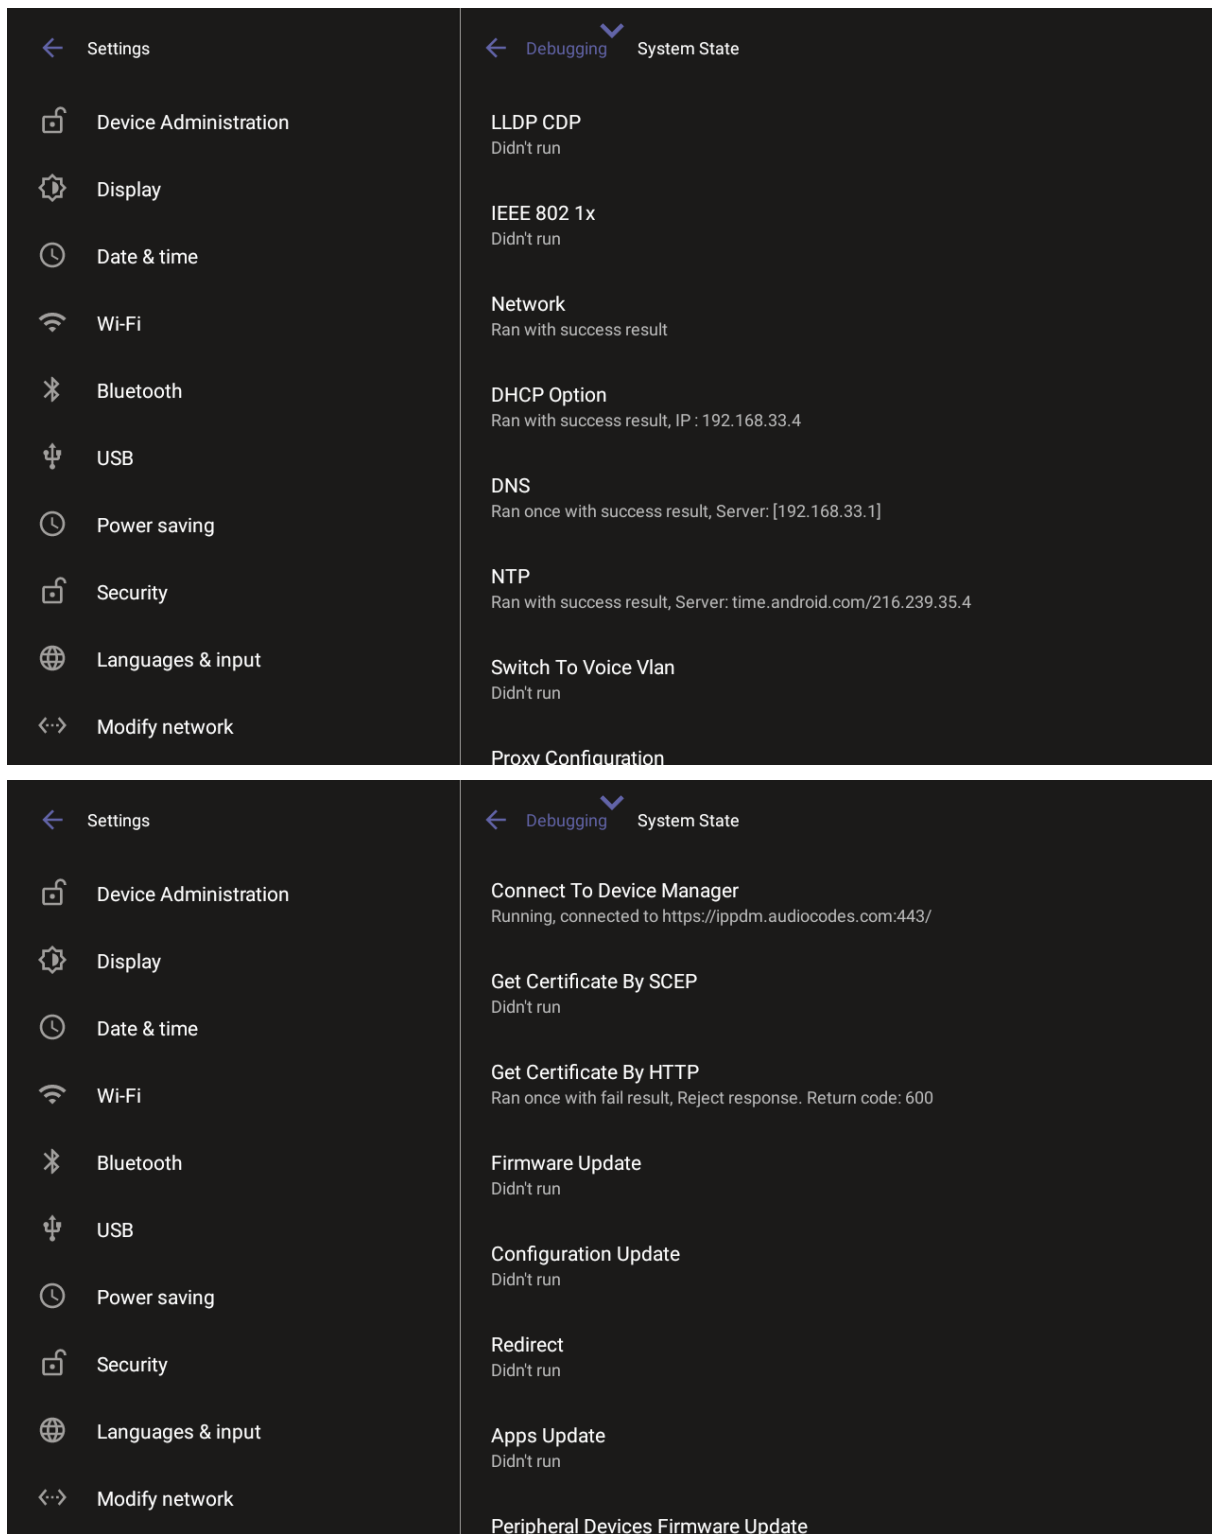 Settings
Device Administration
Display
Date & time
Wi-Fi
Bluetooth
USB
Power saving
Security
Languages & input
Modify network
Debugging System State
LLDP CDP
Didn't run
IEEE 802 1x
Didn't run
Network
Ran with success result
DHCP Option
Ran with success result, IP : 192.168.33.4
DNS
Ran once with success result, Server: [192.168.33.1]
NTP
Ran with success result, Server: time.android.com/216.239.35.4
Switch To Voice Vlan
Didn't run
Proxy Configuration
Settings
Device Administration
Display
Date & time
Wi-Fi
Bluetooth
USB
Power saving
Security
Languages & input
Modify network
Debugging System State
Connect To Device Manager
Running, connected to https://ippdm.audiocodes.com:443/
Get Certificate By SCEP
Didn't run
Get Certificate By HTTP
Ran once with fail result, Reject response. Return code: 600
Firmware Update
Didn't run
Configuration Update
Didn't run
Redirect
Didn't run
Apps Update
Didn't run
Peripheral Devices Firmware Update